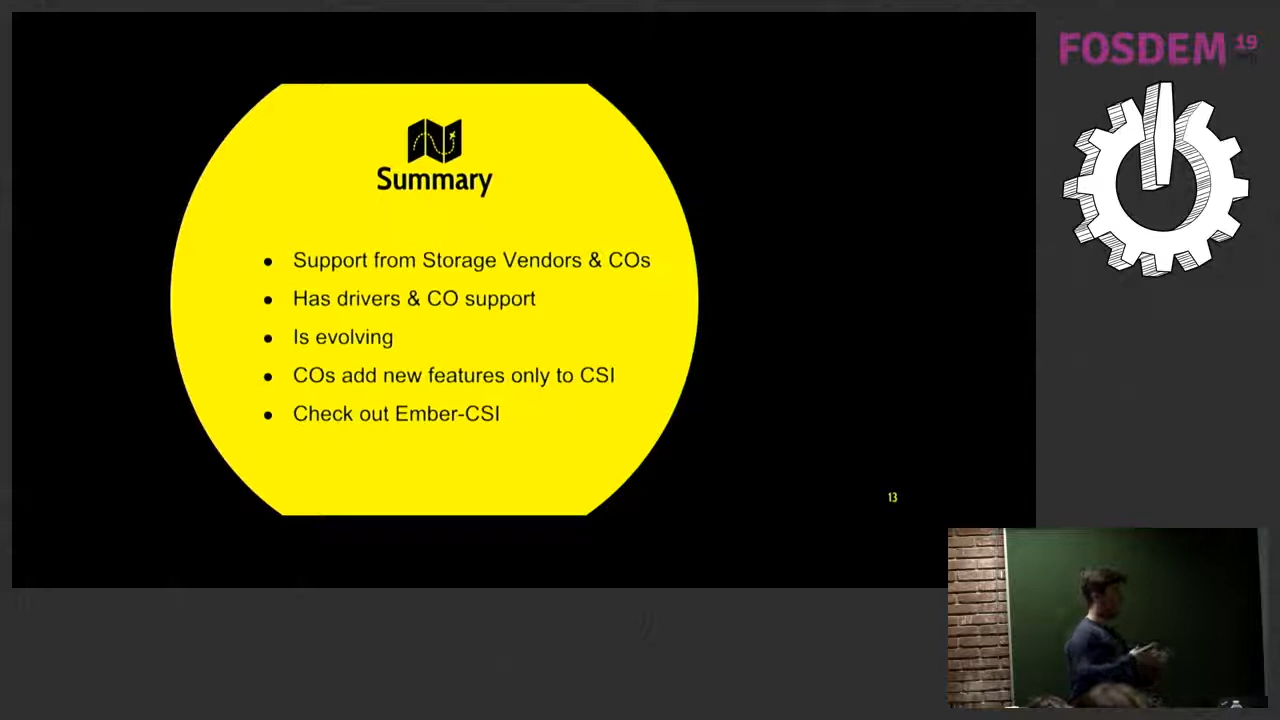 FOSDEM 19
Summary
• Support from Storage Vendors & COs
• Has drivers & CO support
• Is evolving
• COs add new features only to CSI
• Check out Ember-CSI
13